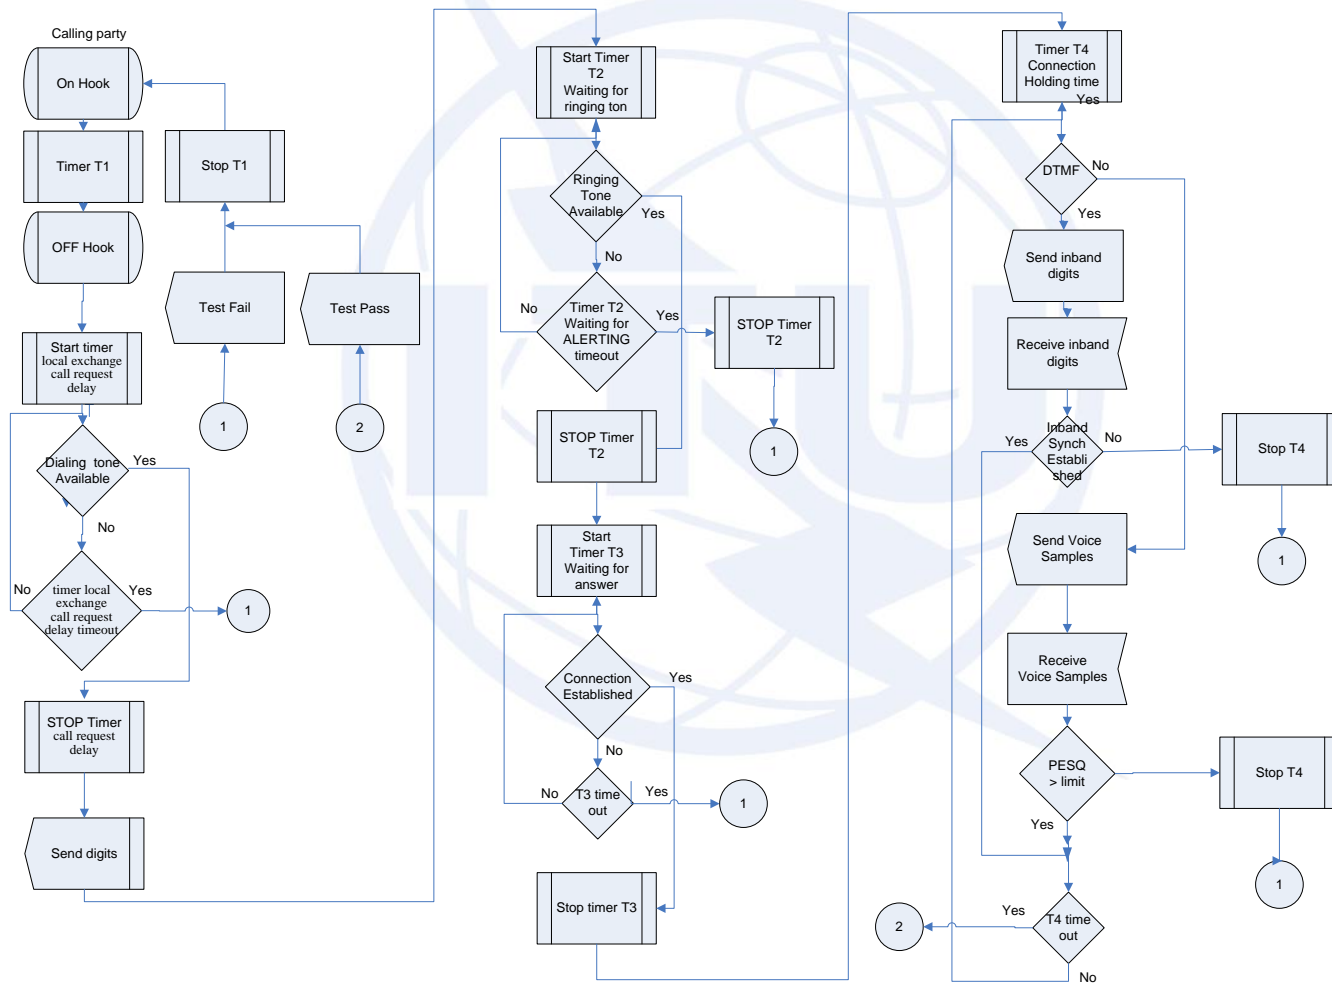 Calling party
On Hook
Timer T1
OFF Hook
Stop T1
Test Fail
Test Pass
1
2
Start timer
local exchange
call request
delay
Dialing tone
Available
Yes
No
timer local
exchange
call request
delay timeout
No
Yes
1
STOP Timer
call request
delay
Send digits
Start Timer
T2
Waiting for
ringing ton
Ringing
Tone
Available
Yes
No
Timer T2
Waiting for
ALERTING
timeout
No
Yes
STOP Timer
T2
1
STOP Timer
T2
Start
Timer T3
Waiting for
answer
Connection
Established
Yes
No
T3 time
out
No
Yes
1
Stop timer T3
Timer T4
Connection
Holding time
Yes
DTMF
No
Yes
Send inband
digits
Receive inband
digits
Inband
Synch
Establi
shed
Yes
No
Stop T4
1
Send Voice
Samples
Receive
Voice Samples
PESQ
> limit
Yes
Stop T4
1
T4 time
out
Yes
2
No
ITU